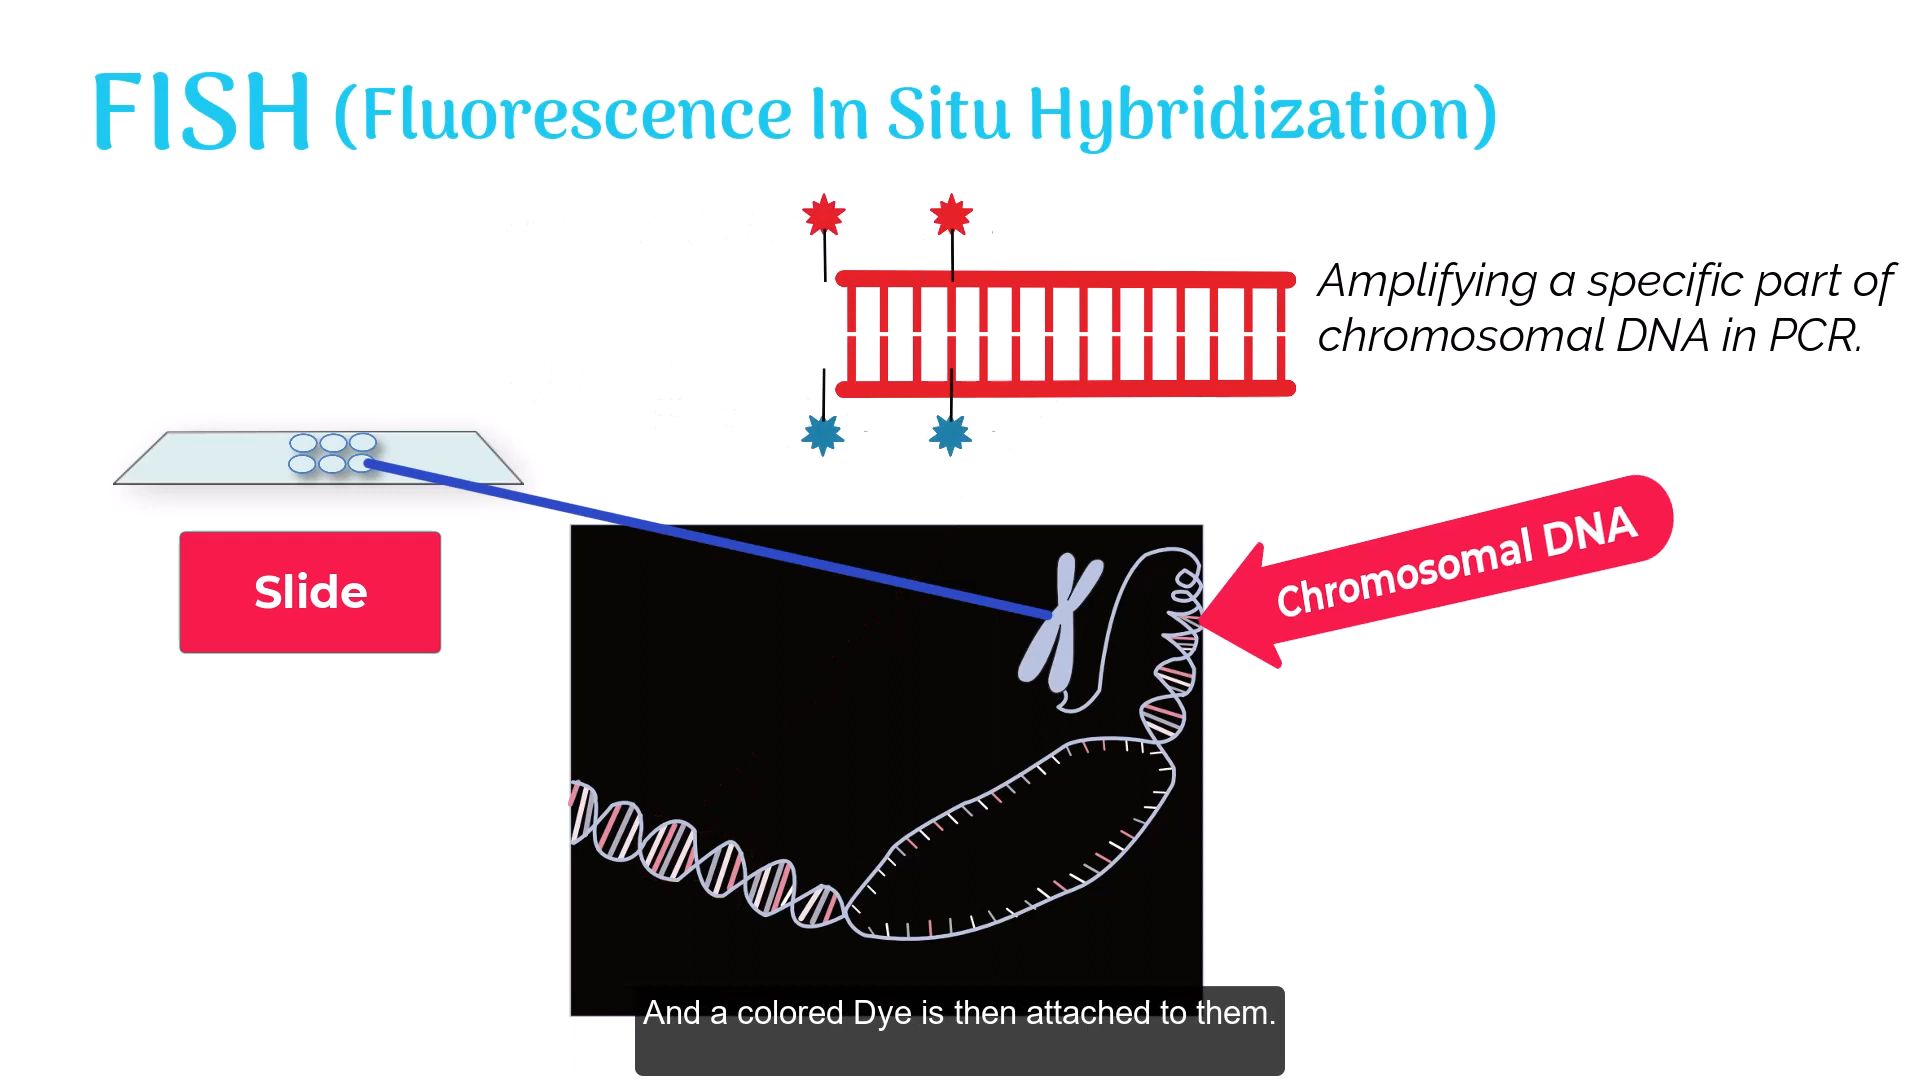 FISH (Fluorescence In Situ Hybridization)
Amplifying a specific part of
chromosomal DNA in PCR.
Slide
Chromosomal DNA
And a colored Dye is then attached to them.